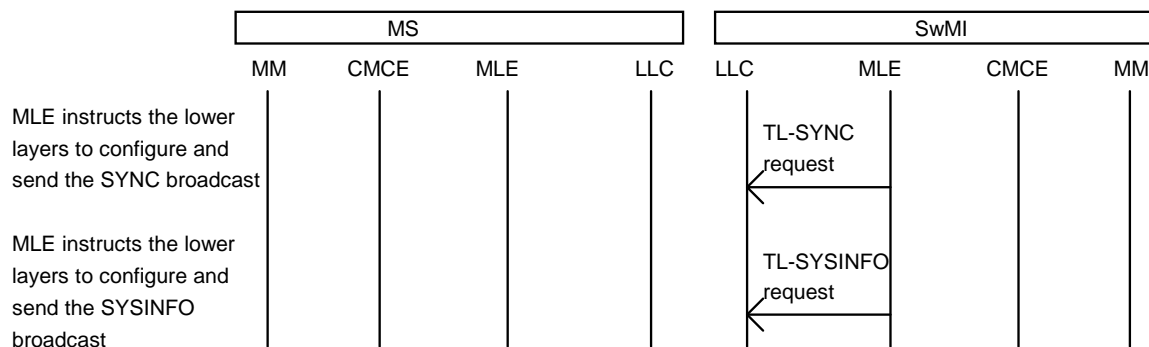 MS
SwMI
MM
CMCE
MLE
LLC
LLC
MLE
CMCE
MM
MLE instructs the lower
layers to configure and
send the SYNC broadcast
TL-SYNC
request
MLE instructs the lower
layers to configure and
send the SYSINFO
broadcast
TL-SYSINFO
request